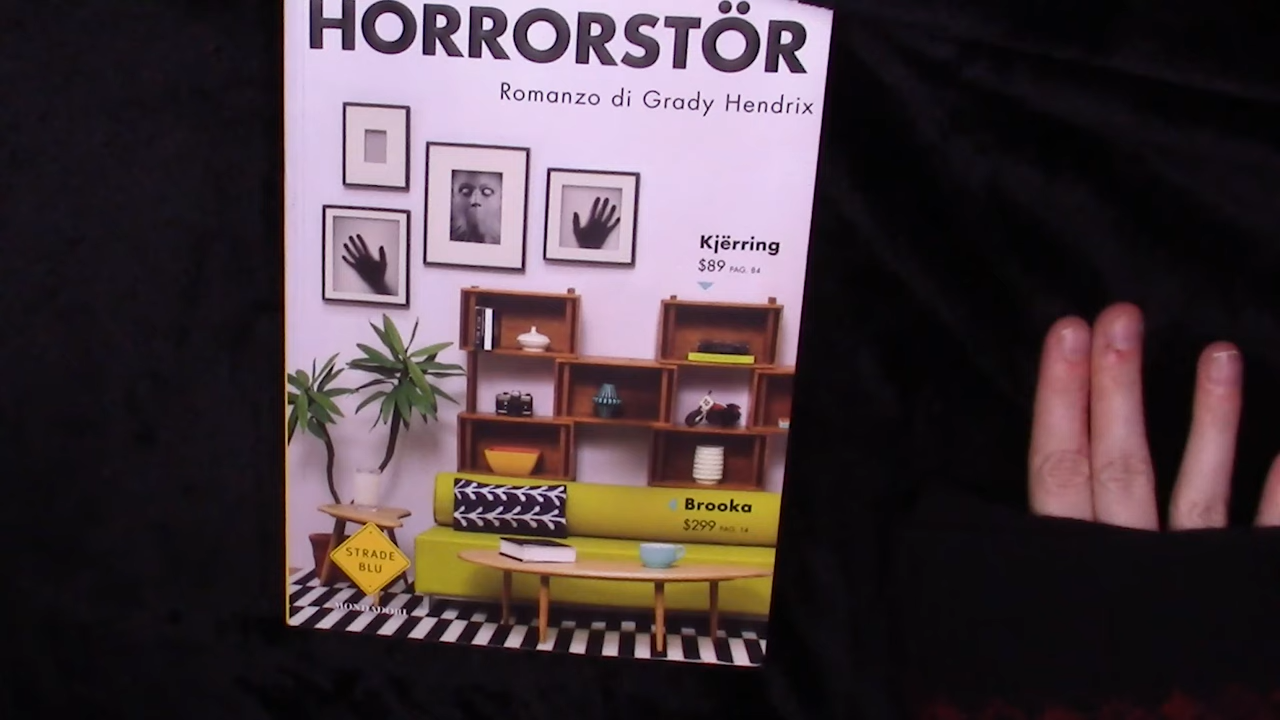 HORRORSTÖR
Romanzo di Grady Hendrix
Kjërring
$89 PAG. 84
Brooka
$299 PAG. 14
STRADE
BLU
MONDADORI